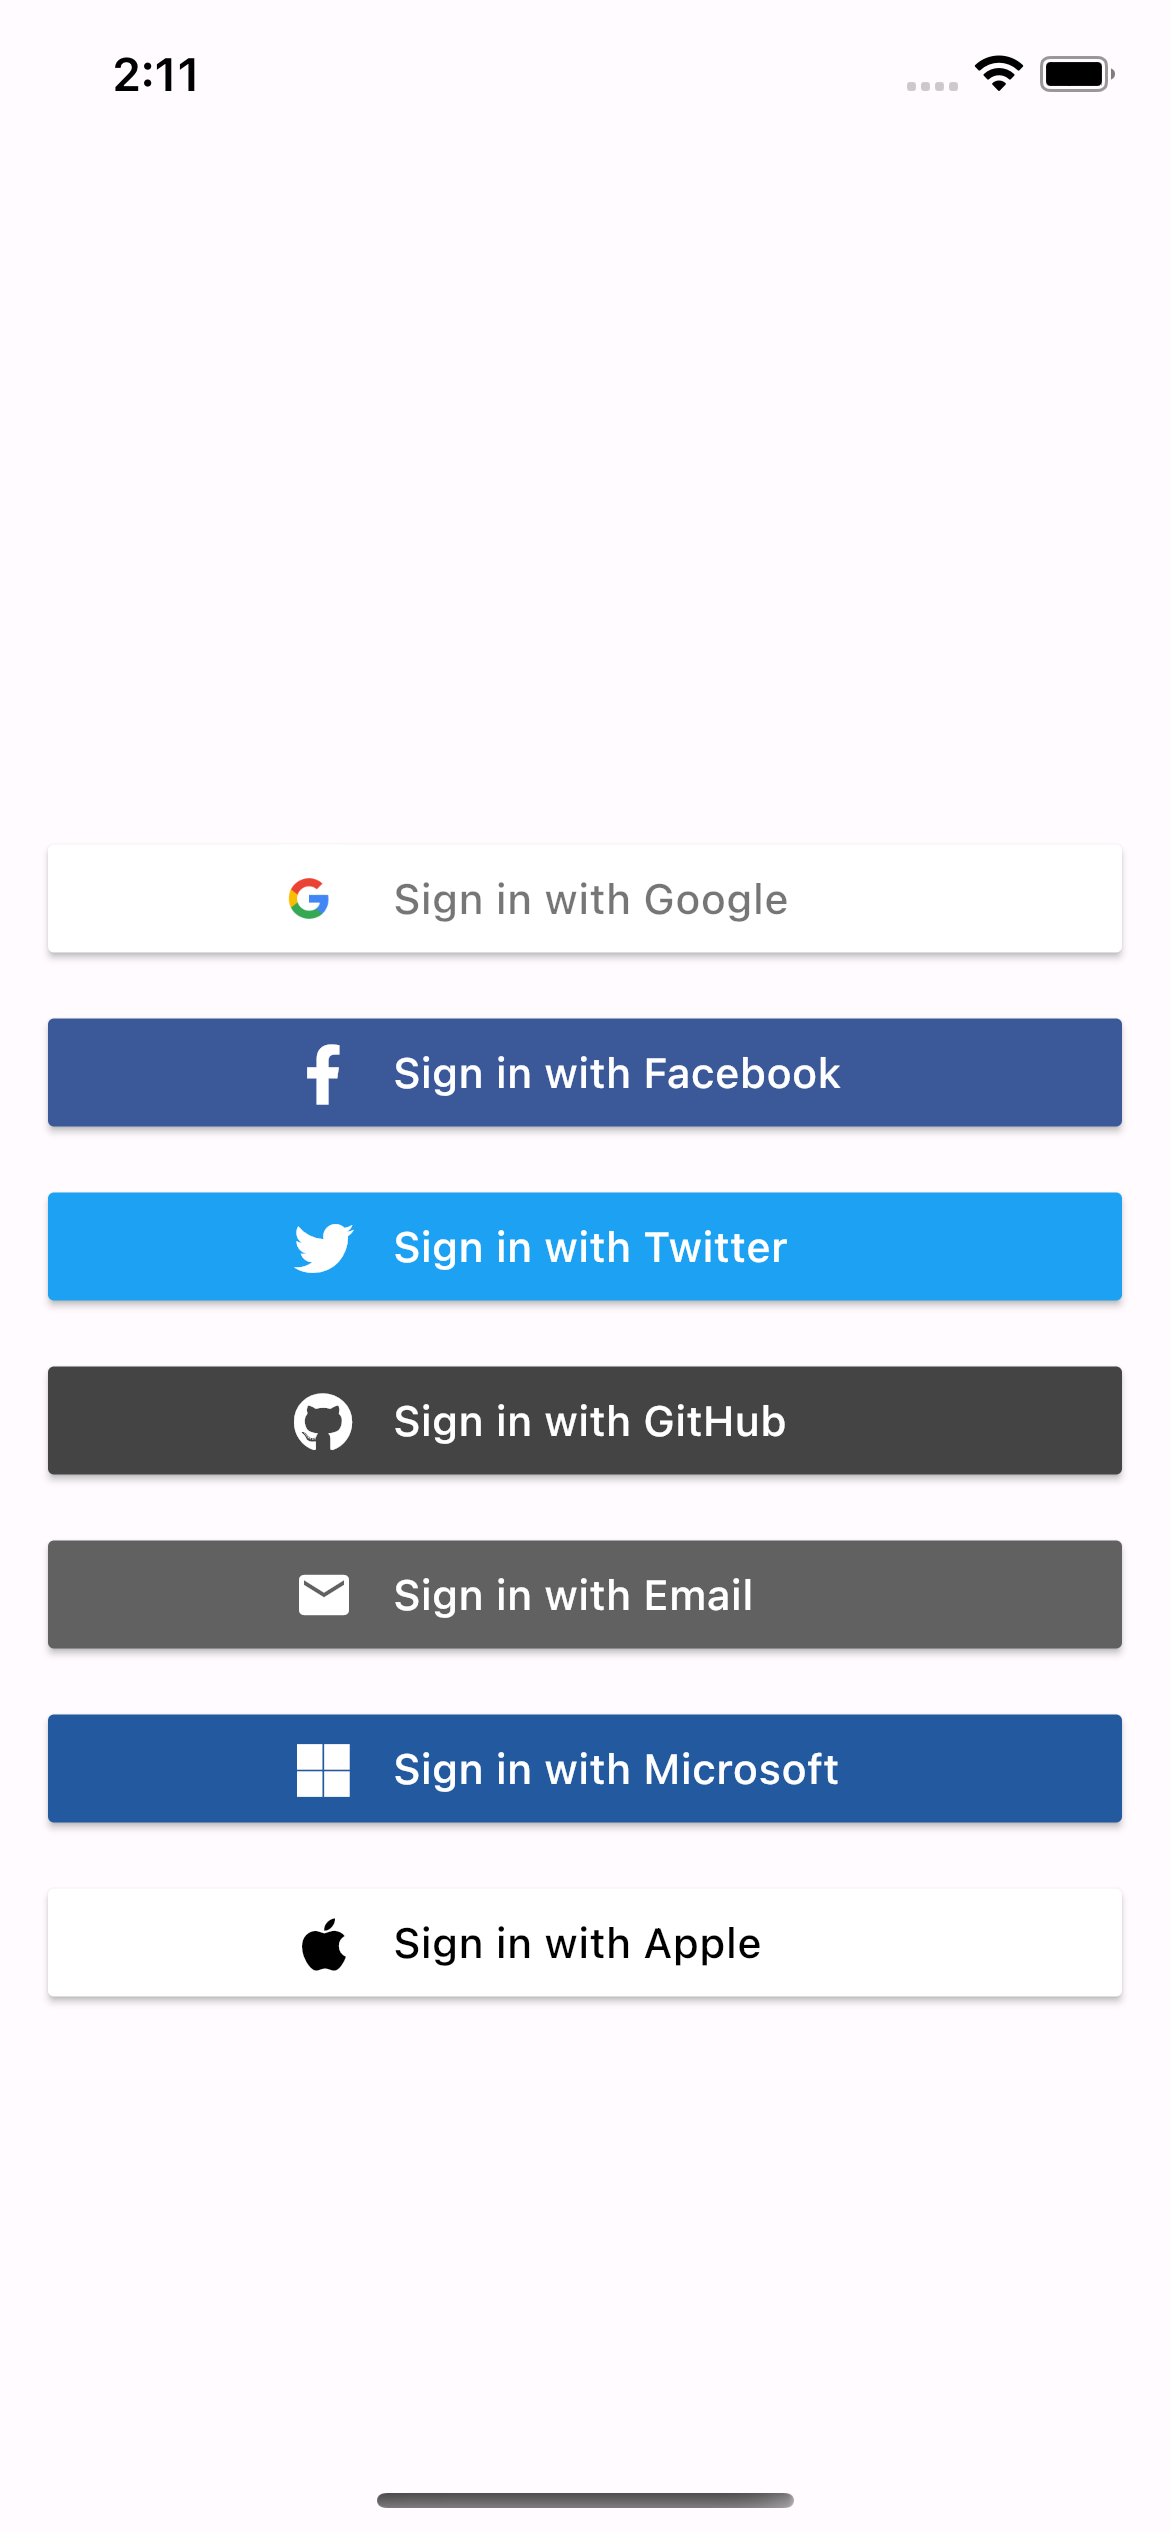 2:11
Sign in with Google
Sign in with Facebook
Sign in with Twitter
Sign in with GitHub
Sign in with Email
Sign in with Microsoft
Sign in with Apple